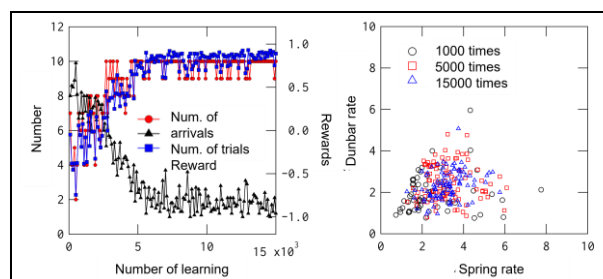 12
10
8
6
4
2
0
Number
1.0
0.5
0.0
-0.5
-1.0
Rewards
Num. of
arrivals
Num. of trials
Reward
0
5
10
15 ×10³
Number of learning
10
8
6
4
2
0
Dunbar rate
1000 times
5000 times
15000 times
0
2
4
6
8
10
Spring rate